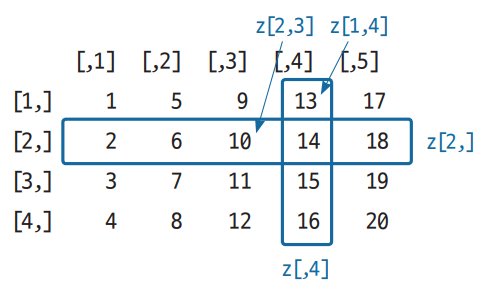 z[2,3] z[1,4]
[,1] [,2] [,3] [,4] [,5]
[1,] 1 5 9 13 17
[2,] 2 6 10 14 18 z[2,]
[3,] 3 7 11 15 19
[4,] 4 8 12 16 20
z[,4]